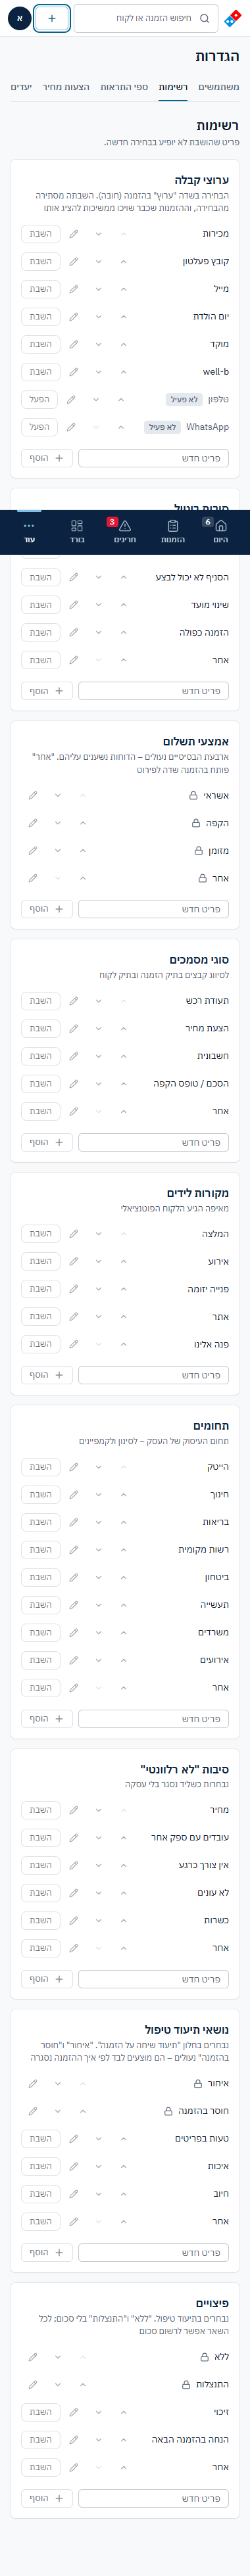 חיפוש הזמנה או לקוח
א
הגדרות
משתמשים
רשימות
ספי התראות
הצעות מחיר
יעדים
רשימות
פריט שהושבת לא יופיע בבחירה חדשה.
ערוצי קבלה
הבחירה בשדה "ערוץ" בהזמנה (חובה). השבתה מסתירה
מהבחירה, וההזמנות שכבר שויכו ממשיכות להציג אותו
מכירות
השבת
קובץ פעלטון
השבת
מייל
השבת
יום הולדת
השבת
מוקד
השבת
well-b
השבת
טלפון
לא פעיל
הפעל
WhatsApp
לא פעיל
הפעל
פריט חדש
הוסף
היום
6
הזמנות
חריגים
3
בורד
עוד
הסניף לא יכול לבצע
השבת
שינוי מועד
השבת
הזמנה כפולה
השבת
אחר
השבת
פריט חדש
הוסף
אמצעי תשלום
ארבעת הבסיסיים נעולים – הדוחות נשענים עליהם. "אחר"
פותח בהזמנה שדה לפירוט
אשראי
הקפה
מזומן
אחר
פריט חדש
הוסף
סוגי מסמכים
לסיווג קבצים בתיק הזמנה ובתיק לקוח
תעודת רכש
השבת
הצעת מחיר
השבת
חשבונית
השבת
הסכם / טופס הקפה
השבת
אחר
השבת
פריט חדש
הוסף
מקורות לידים
מאיפה הגיע הלקוח הפוטנציאלי
המלצה
השבת
אירוע
השבת
פנייה יזומה
השבת
אתר
השבת
פנה אלינו
השבת
פריט חדש
הוסף
תחומים
תחום העיסוק של העסק – לסינון ולקמפיינים
הייטק
השבת
חינוך
השבת
בריאות
השבת
רשות מקומית
השבת
ביטחון
השבת
תעשייה
השבת
משרדים
השבת
אירועים
השבת
אחר
השבת
פריט חדש
הוסף
סיבות "לא רלוונטי"
נבחרות כשליד נסגר בלי עסקה
מחיר
השבת
עובדים עם ספק אחר
השבת
אין צורך כרגע
השבת
לא עונים
השבת
כשרות
השבת
אחר
השבת
פריט חדש
הוסף
נושאי תיעוד טיפול
נבחרים בחלון "תיעוד שיחה על הזמנה". "איחור" ו"חוסר
בהזמנה" נעולים – הם מוצעים לבד לפי איך ההזמנה נסגרה
איחור
חוסר בהזמנה
טעות בפריטים
השבת
איכות
השבת
חיוב
השבת
אחר
השבת
פריט חדש
הוסף
פיצויים
נבחרים בתיעוד טיפול. "ללא" ו"התנצלות" בלי סכום; לכל
השאר אפשר לרשום סכום
ללא
התנצלות
זיכוי
השבת
הנחה בהזמנה הבאה
השבת
אחר
השבת
פריט חדש
הוסף